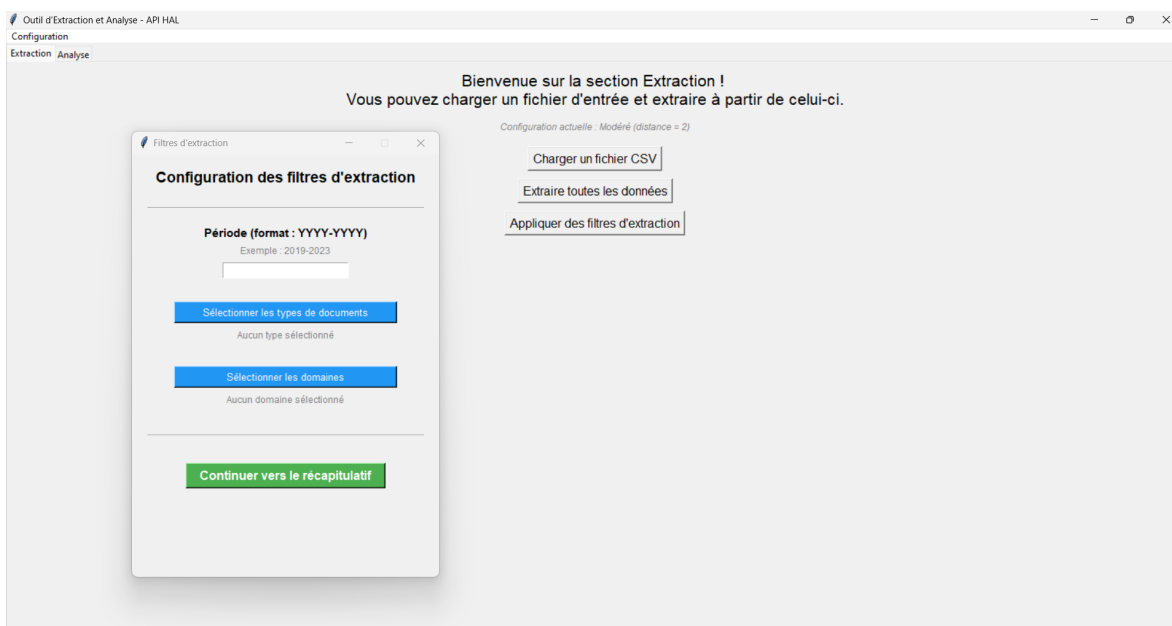 Outil d'Extraction et Analyse - API HAL
Configuration
Extraction Analyse
Bienvenue sur la section Extraction !
Vous pouvez charger un fichier d'entrée et extraire à partir de celui-ci.
Configuration actuelle : Modéré (distance = 2)
Charger un fichier CSV
Extraire toutes les données
Appliquer des filtres d'extraction
Filtres d'extraction
Configuration des filtres d'extraction
Période (format : YYYY-YYYY)
Exemple : 2019-2023
Sélectionner les types de documents
Aucun type sélectionné
Sélectionner les domaines
Aucun domaine sélectionné
Continuer vers le récapitulatif